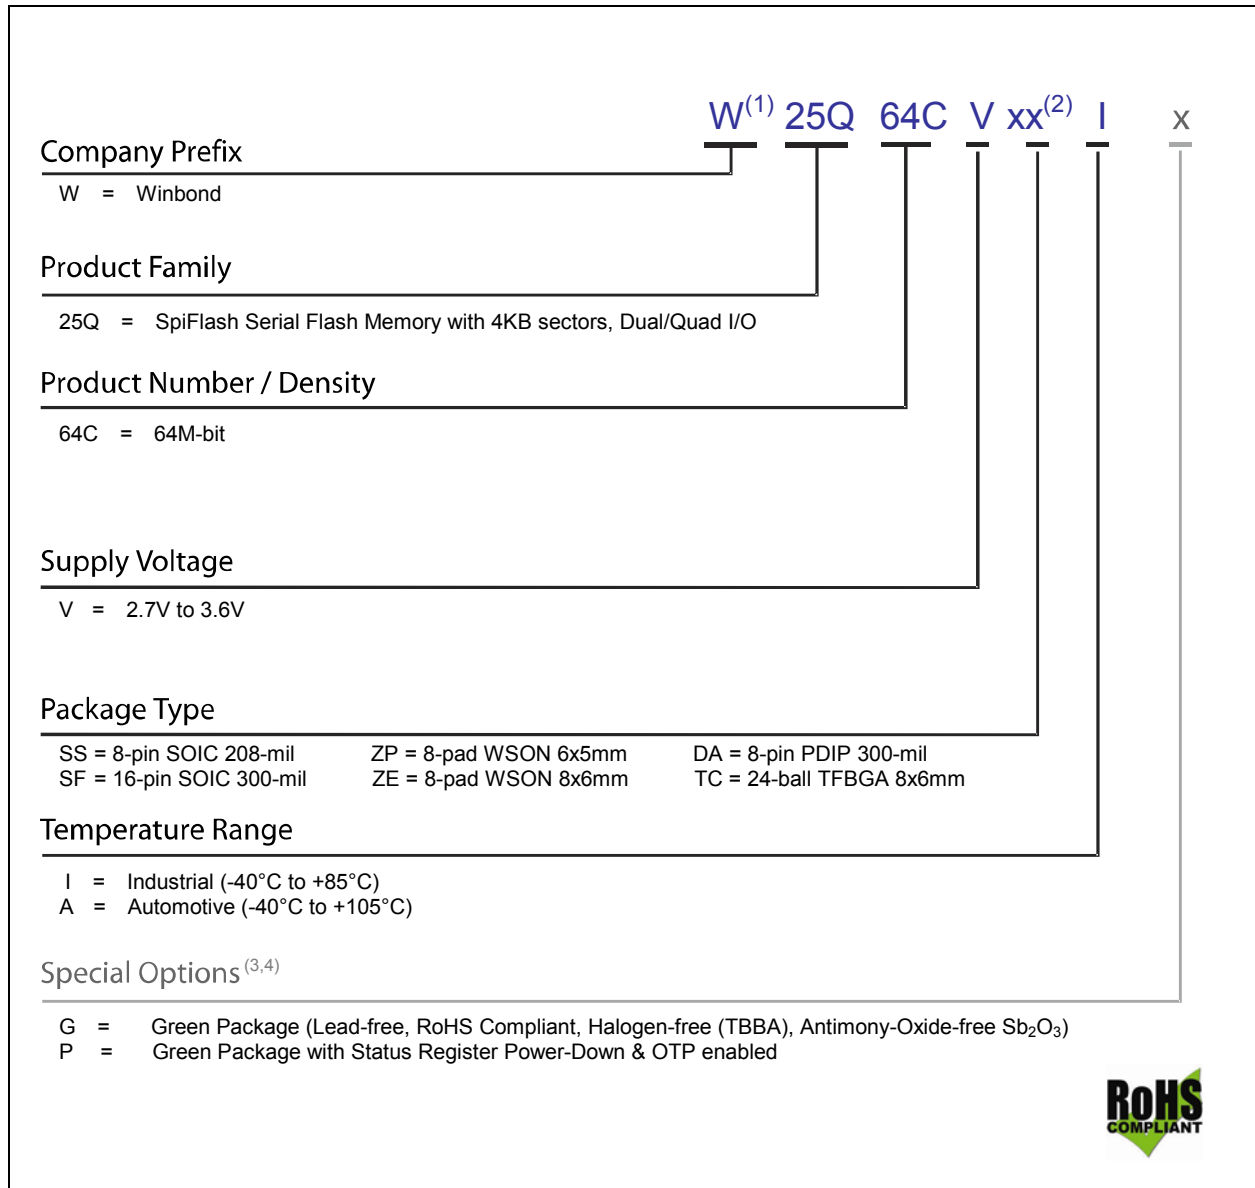 W(1) 25Q 64C V xx(2) I x
Company Prefix
W = Winbond
Product Family
25Q = SpiFlash Serial Flash Memory with 4KB sectors, Dual/Quad I/O
Product Number / Density
64C = 64M-bit
Supply Voltage
V = 2.7V to 3.6V
Package Type
SS = 8-pin SOIC 208-mil ZP = 8-pad WSON 6x5mm DA = 8-pin PDIP 300-mil
SF = 16-pin SOIC 300-mil ZE = 8-pad WSON 8x6mm TC = 24-ball TFBGA 8x6mm
Temperature Range
I = Industrial (-40°C to +85°C)
A = Automotive (-40°C to +105°C)
Special Options (3,4)
G = Green Package (Lead-free, RoHS Compliant, Halogen-free (TBBA), Antimony-Oxide-free Sb₂O₃)
P = Green Package with Status Register Power-Down & OTP enabled
RoHS
COMPLIANT